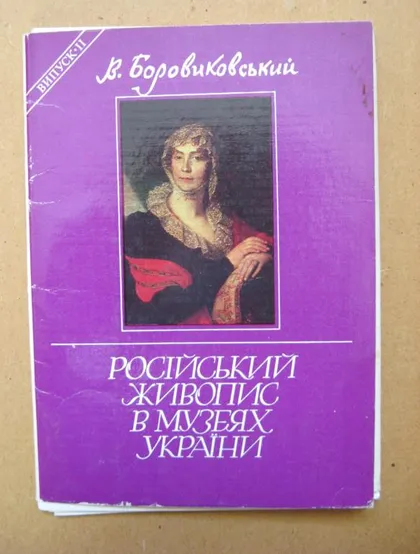 ВИПУСК·II
В. Боровиковський
РОСІЙСЬКИЙ
ЖИВОПИС
В МУЗЕЯХ
УКРАЇНИ